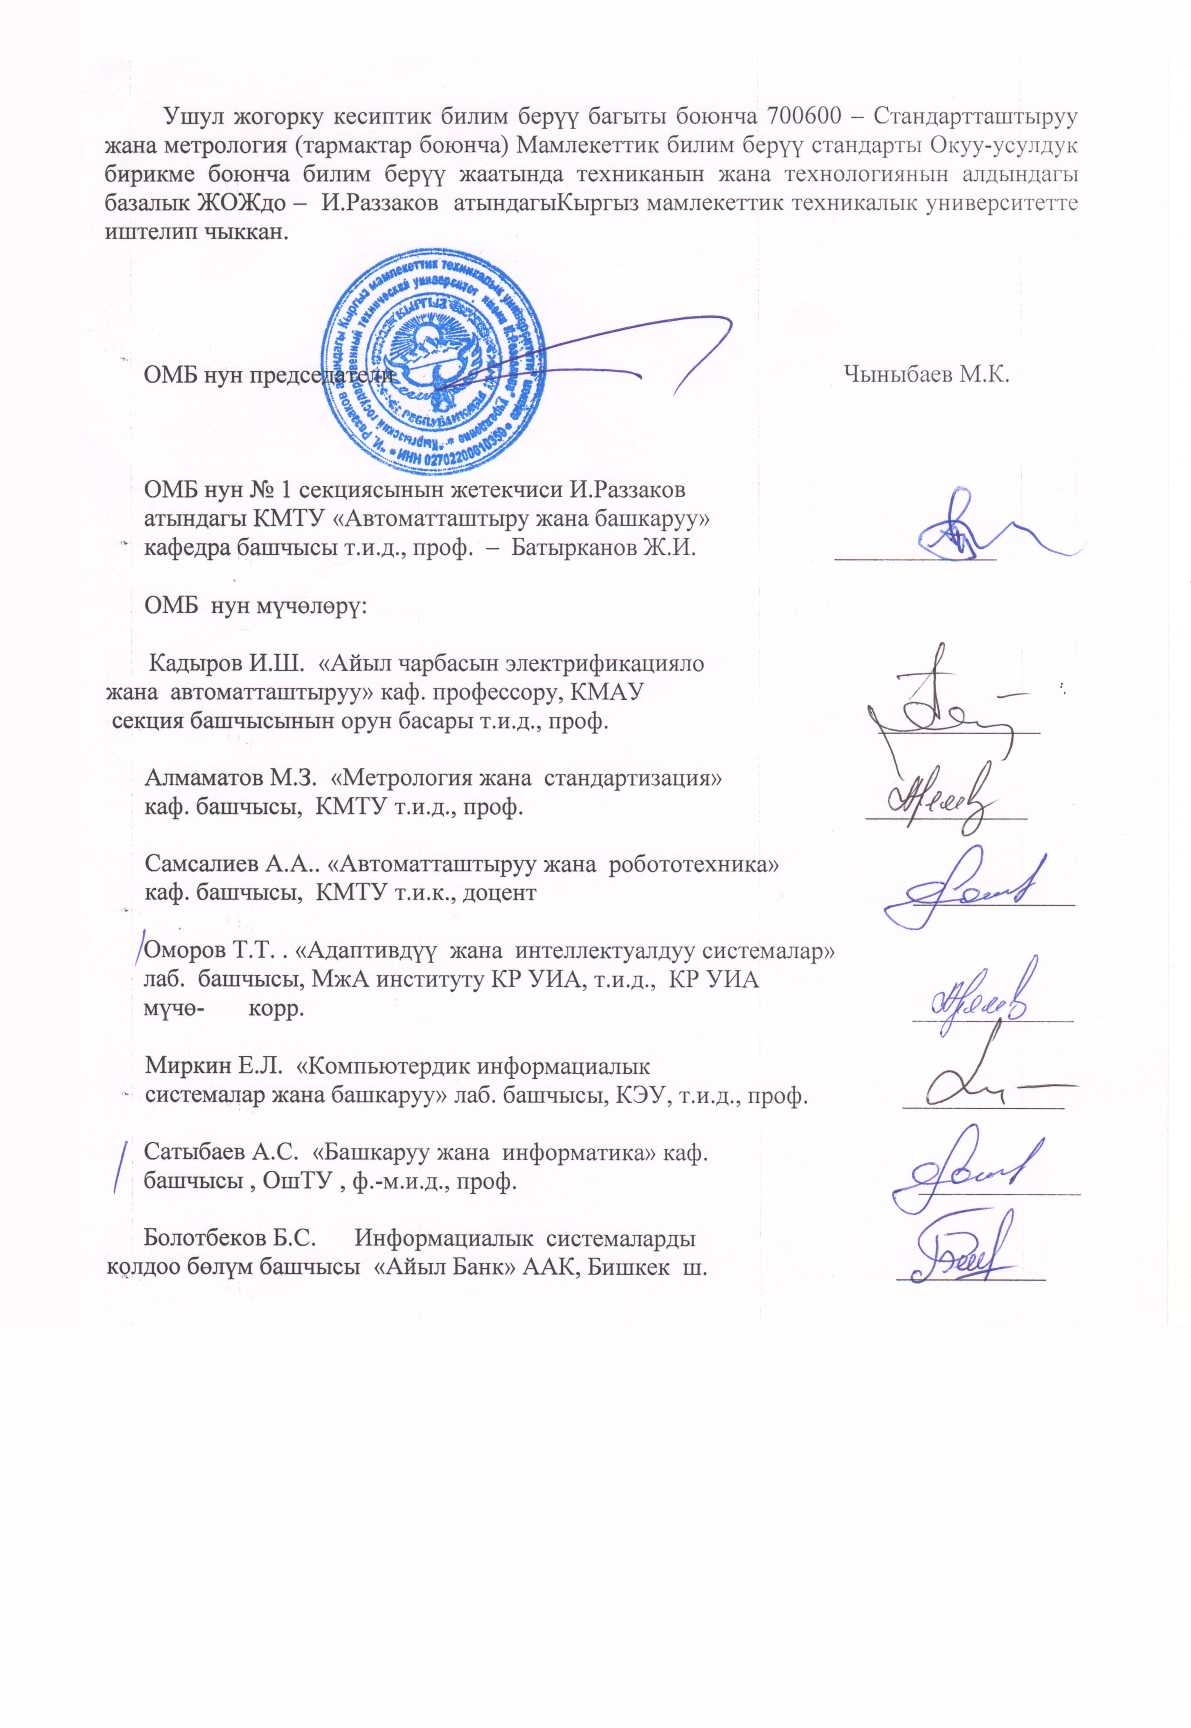 Ушул жогорку кесиптик билим берүү багыты боюнча 700600 – Стандартташтыруу
жана метрология (тармактар боюнча) Мамлекеттик билим берүү стандарты Окуу-усулдук
бирикме боюнча билим берүү жаатында техниканын жана технологиянын алдындагы
базалык ЖОЖдо – И.Раззаков атындагыКыргыз мамлекеттик техникалык университетте
иштелип чыккан.
ОМБ нун председатели Чыныбаев М.К.
ОМБ нун № 1 секциясынын жетекчиси И.Раззаков
атындагы КМТУ «Автоматташтыру жана башкаруу»
кафедра башчысы т.и.д., проф. – Батырканов Ж.И.
ОМБ нун мүчөлөрү:
Кадыров И.Ш. «Айыл чарбасын электрификацияло
жана автоматташтыруу» каф. профессору, КМАУ
секция башчысынын орун басары т.и.д., проф.
Алмаматов М.З. «Метрология жана стандартизация»
каф. башчысы, КМТУ т.и.д., проф.
Самсалиев А.А.. «Автоматташтыруу жана робототехника»
каф. башчысы, КМТУ т.и.к., доцент
Оморов Т.Т. . «Адаптивдүү жана интеллектуалдуу системалар»
лаб. башчысы, МжА институту КР УИА, т.и.д., КР УИА
мүчө- корр.
Миркин Е.Л. «Компьютердик информациалык
системалар жана башкаруу» лаб. башчысы, КЭУ, т.и.д., проф.
Сатыбаев А.С. «Башкаруу жана информатика» каф.
башчысы , ОшТУ , ф.-м.и.д., проф.
Болотбеков Б.С. Информациалык системаларды
колдоо бөлүм башчысы «Айыл Банк» ААК, Бишкек ш.